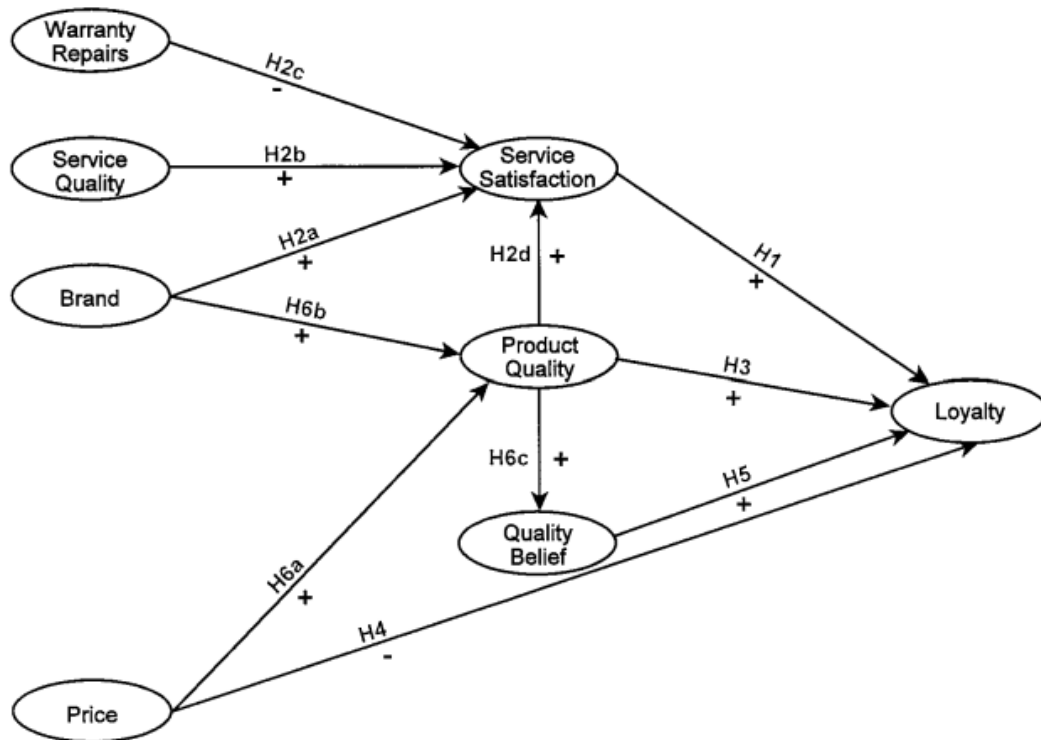 Warranty
Repairs
H2c
-
Service
Quality
H2b
+
Service
Satisfaction
H2a
+
H2d
+
H1
+
Brand
H6b
+
Product
Quality
H3
+
Loyalty
H6c
+
H5
+
Quality
Belief
H6a
+
H4
-
Price